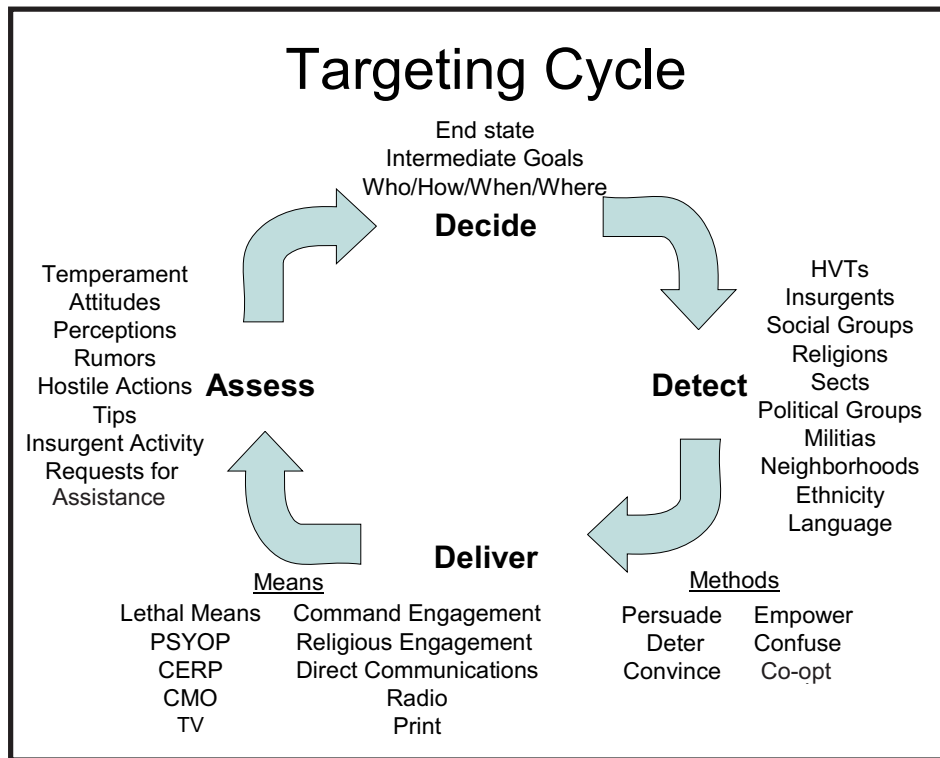 Targeting Cycle
End state
Intermediate Goals
Who/How/When/Where
Decide
HVTs
Insurgents
Social Groups
Religions
Sects
Political Groups
Militias
Neighborhoods
Ethnicity
Language
Detect
Temperament
Attitudes
Perceptions
Rumors
Hostile Actions
Tips
Insurgent Activity
Requests for
Assistance
Assess
Deliver
Means
Lethal Means
PSYOP
CERP
CMO
TV
Command Engagement
Religious Engagement
Direct Communications
Radio
Print
Methods
Persuade
Deter
Convince
Empower
Confuse
Co-opt